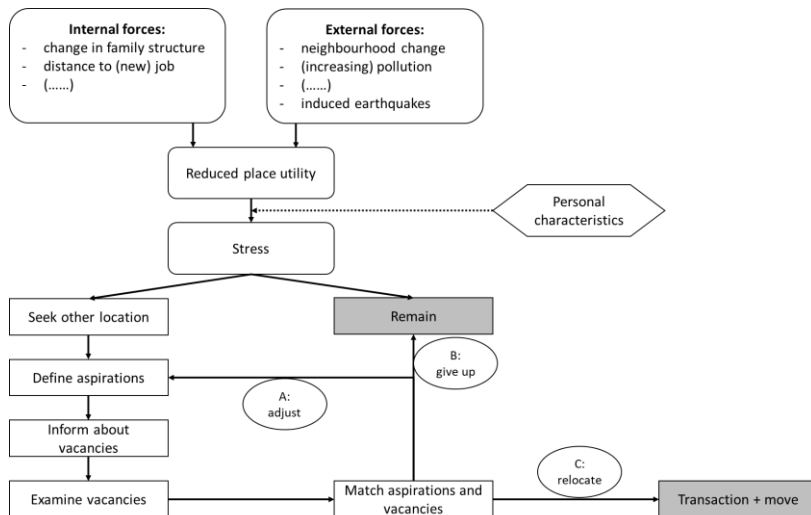 Internal forces:
- change in family structure
- distance to (new) job
- (......)
External forces:
- neighbourhood change
- (increasing) pollution
- (......)
- induced earthquakes
Reduced place utility
Personal
characteristics
Stress
Seek other location
Remain
B:
give up
Define aspirations
A:
adjust
Inform about
vacancies
C:
relocate
Examine vacancies
Match aspirations and
vacancies
Transaction + move